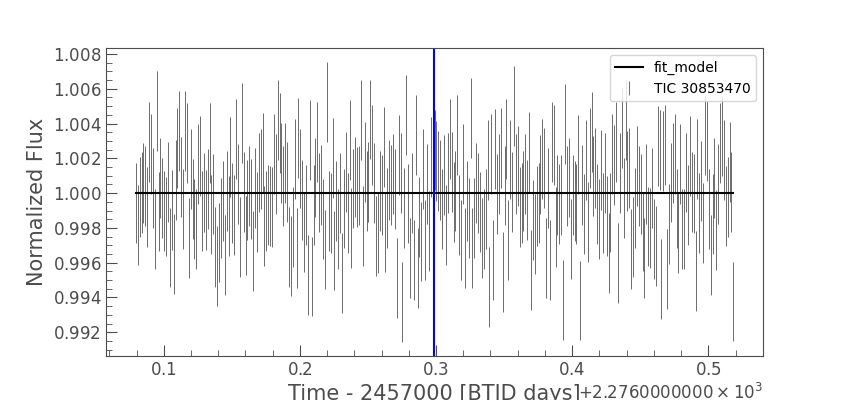 1.008
1.006
1.004
1.002
1.000
0.998
0.996
0.994
0.992
Normalized Flux
fit_model
TIC 30853470
0.1
0.2
0.3
0.4
0.5
Time - 2457000 [BTJD days]
+2.2760000000 × 10³